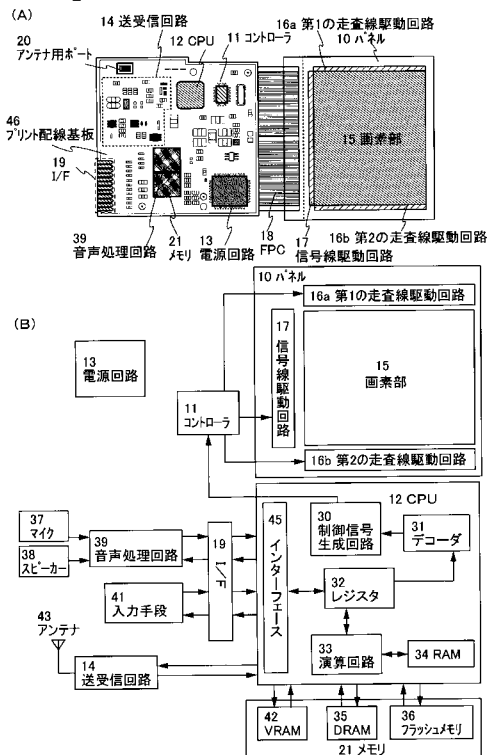 (A)
14 送受信回路
20
アンテナ用ポート
12 CPU
11 コントローラ
16a 第1の走査線駆動回路
10 パネル
46
プリント配線基板
19
I/F
15 画素部
39
音声処理回路
21
メモリ
13 電源回路
18
FPC
17
信号線駆動回路
16b 第2の走査線駆動回路
(B)
10 パネル
16a 第1の走査線駆動回路
13
電源回路
17
信号線駆動回路
15
画素部
11
コントローラ
16b 第2の走査線駆動回路
12 CPU
37
マイク
38
スピーカー
39
音声処理回路
19
I/F
45
インターフェース
30
制御信号
生成回路
31
デコーダ
32
レジスタ
41
入力手段
43
アンテナ
33
演算回路
34 RAM
14
送受信回路
42
VRAM
35
DRAM
36
フラッシュメモリ
21 メモリ